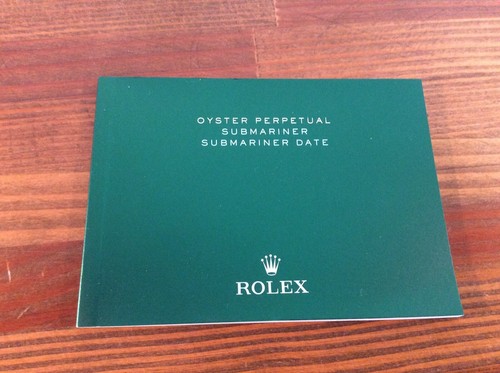 OYSTER PERPETUAL
SUBMARINER
SUBMARINER DATE
ROLEX